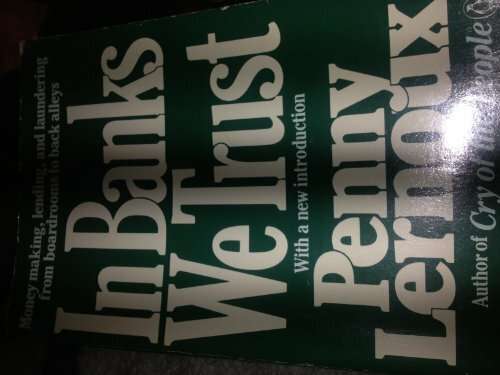 Money making, lending, and laundering
from boardrooms to back alleys
In Banks
We Trust
With a new introduction
Penny
Lernoux
Author of Cry of the People